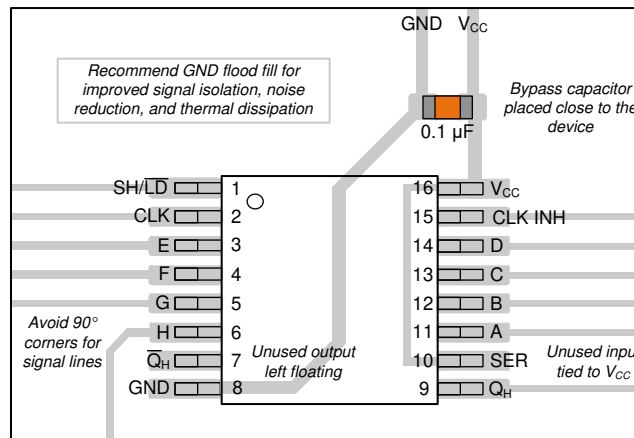 GND VCC
Recommend GND flood fill for
improved signal isolation, noise
reduction, and thermal dissipation
Bypass capacitor
placed close to the
device
0.1 µF
SH/L̅D̅ 1 16 VCC
CLK 2 15 CLK INH
E 3 14 D
F 4 13 C
G 5 12 B
H 6 11 A
Q̅H 7 10 SER
GND 8 9 QH
Avoid 90°
corners for
signal lines
Unused output
left floating
Unused input
tied to VCC